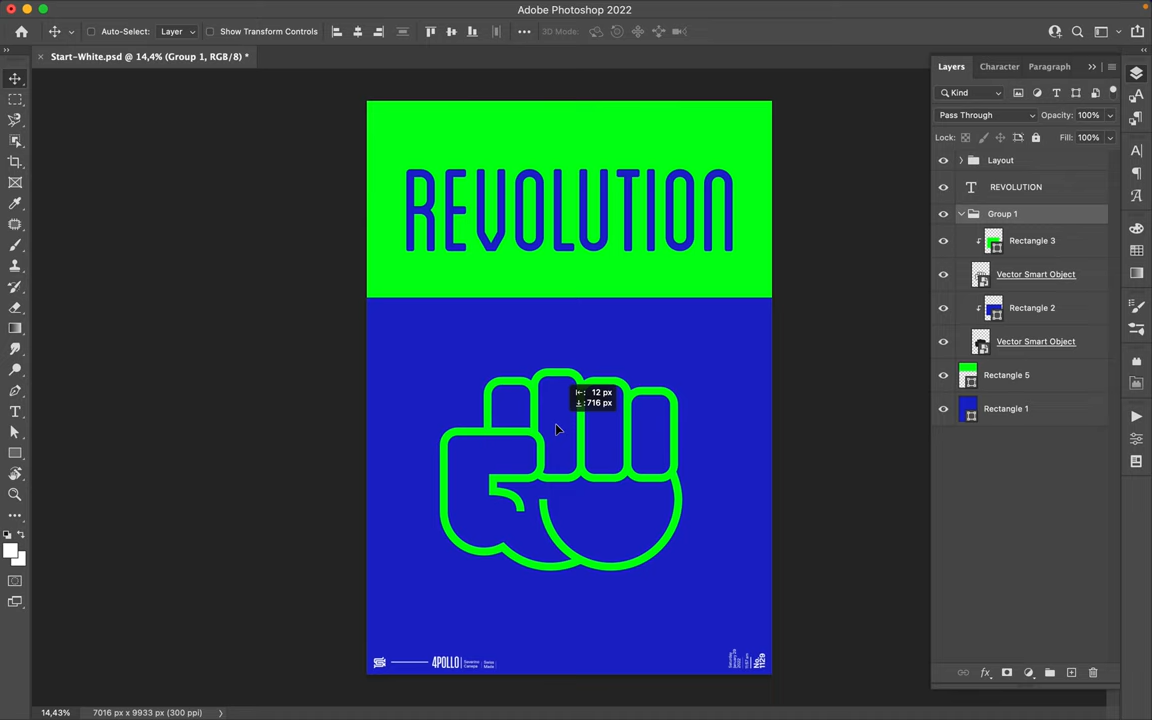 Adobe Photoshop 2022
Auto-Select:
Layer
Show Transform Controls
3D Mode:
Start-White.psd @ 14,4% (Group 1, RGB/8) *
REVOLUTION
12 px
716 px
4POLLO
No.
1129
Layers
Character
Paragraph
Kind
Pass Through
Opacity: 100%
Lock:
Fill: 100%
Layout
REVOLUTION
Group 1
Rectangle 3
Vector Smart Object
Rectangle 2
Vector Smart Object
Rectangle 5
Rectangle 1
14,43%
7016 px x 9933 px (300 ppi)